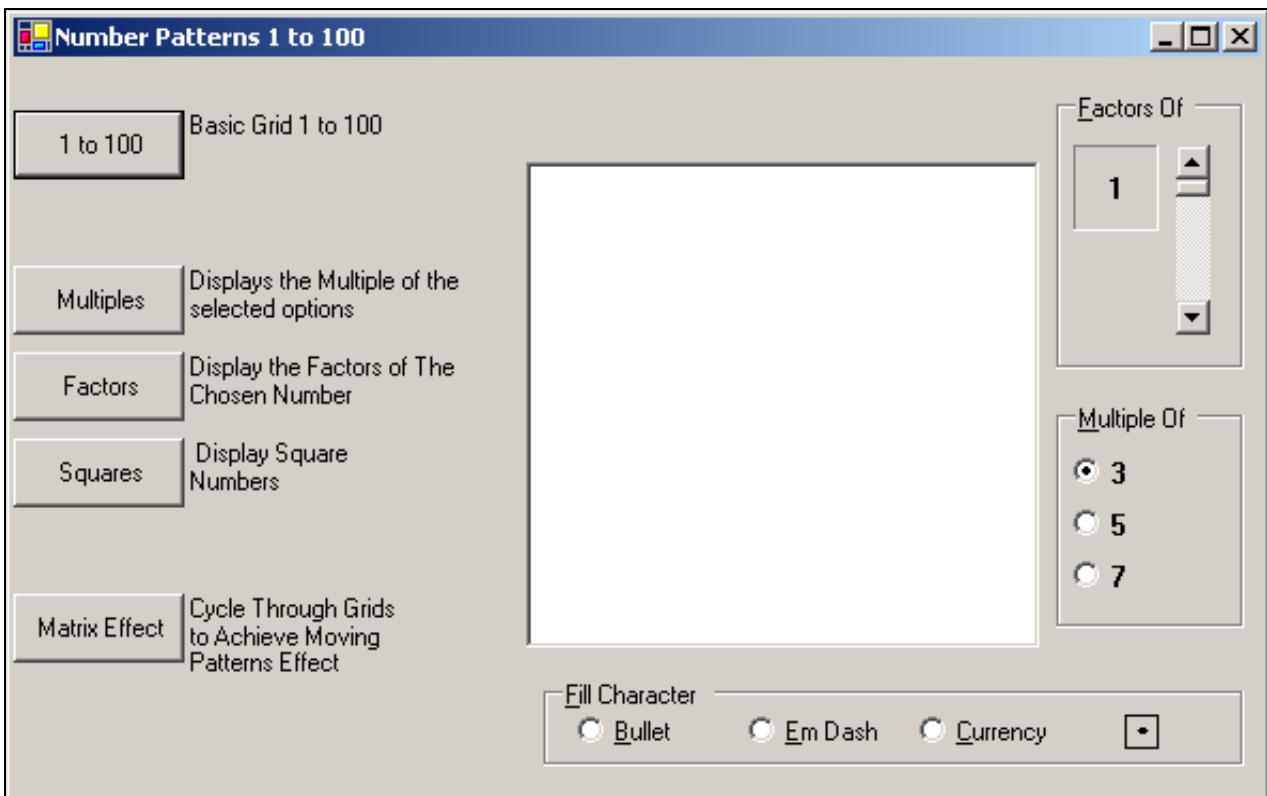 Number Patterns 1 to 100
1 to 100
Basic Grid 1 to 100
Multiples
Displays the Multiple of the
selected options
Factors
Display the Factors of The
Chosen Number
Squares
Display Square
Numbers
Matrix Effect
Cycle Through Grids
to Achieve Moving
Patterns Effect
Factors Of
1
Multiple Of
3
5
7
Fill Character
Bullet
Em Dash
Currency
•